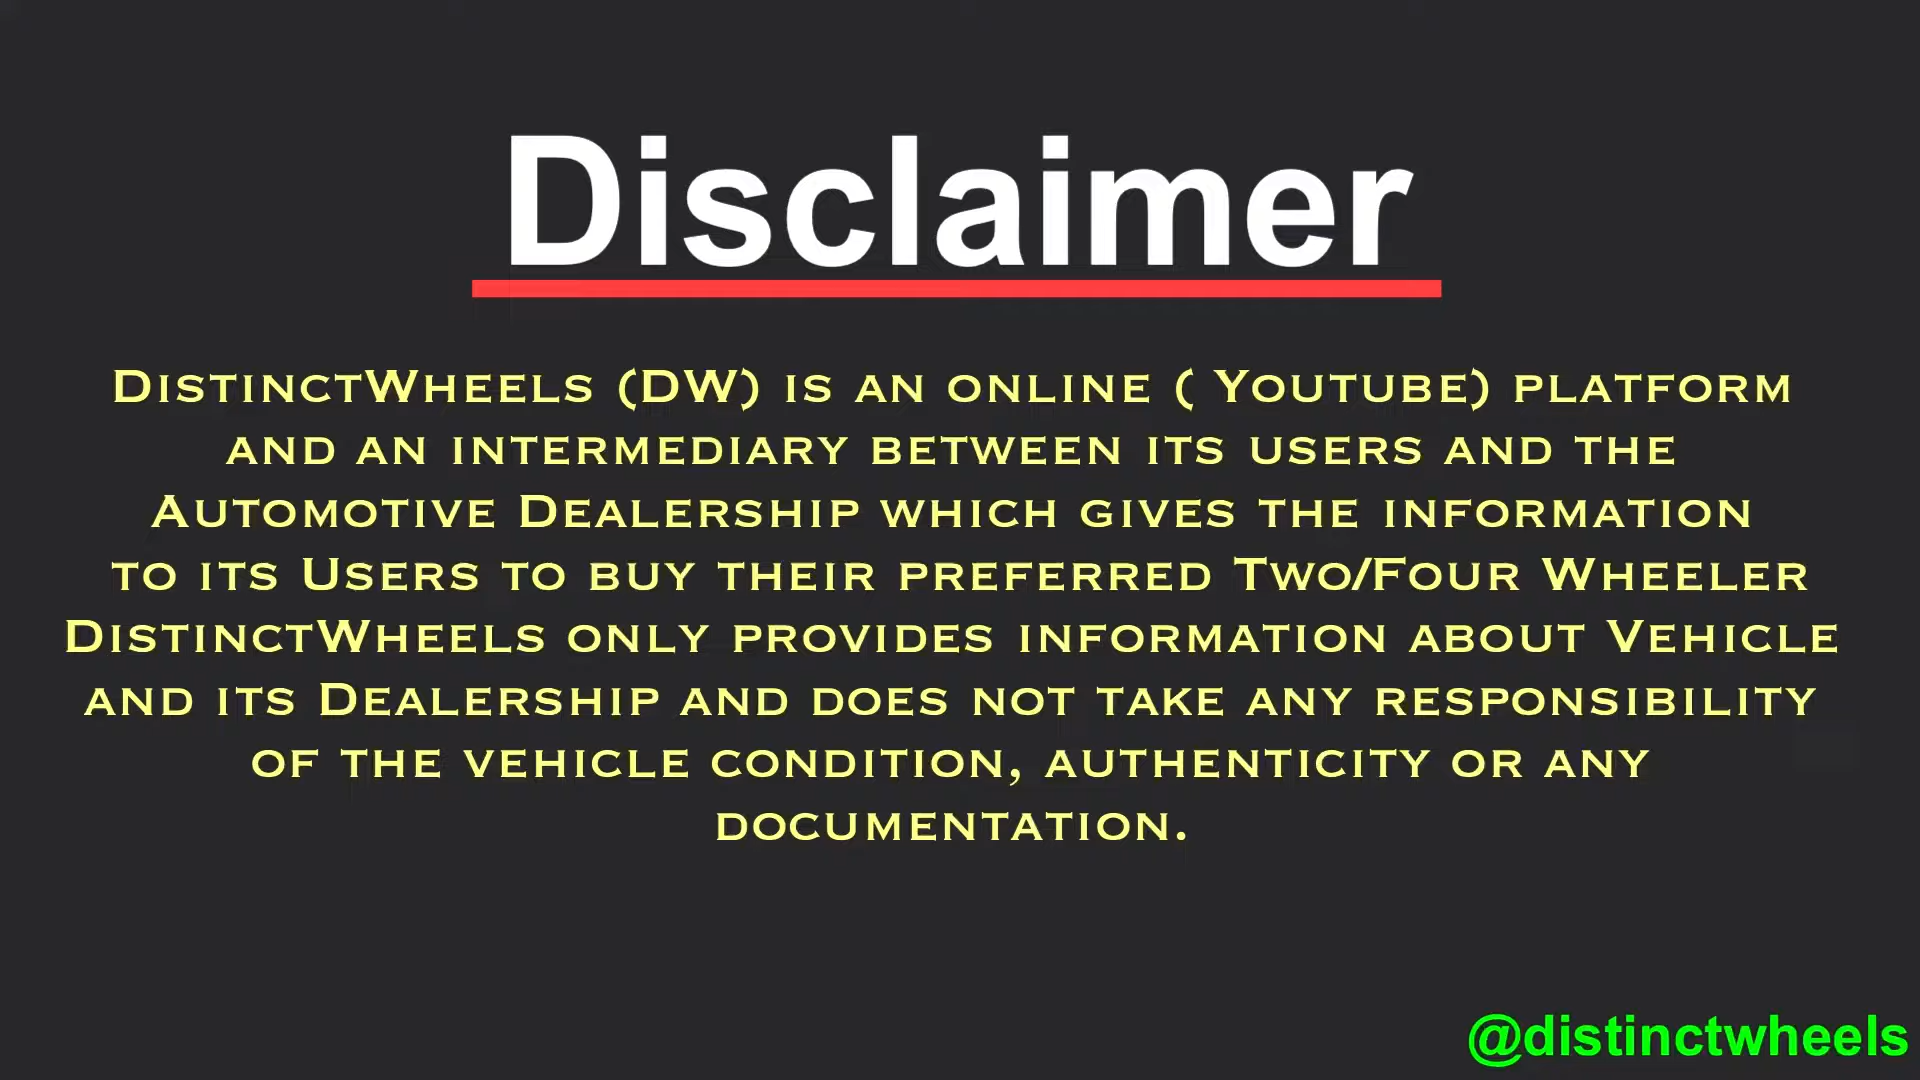 Disclaimer
DistinctWheels (DW) is an online ( Youtube) platform
and an intermediary between its users and the
Automotive Dealership which gives the information
to its Users to buy their preferred Two/Four Wheeler
DistinctWheels only provides information about Vehicle
and its Dealership and does not take any responsibility
of the vehicle condition, authenticity or any
documentation.
@distinctwheels